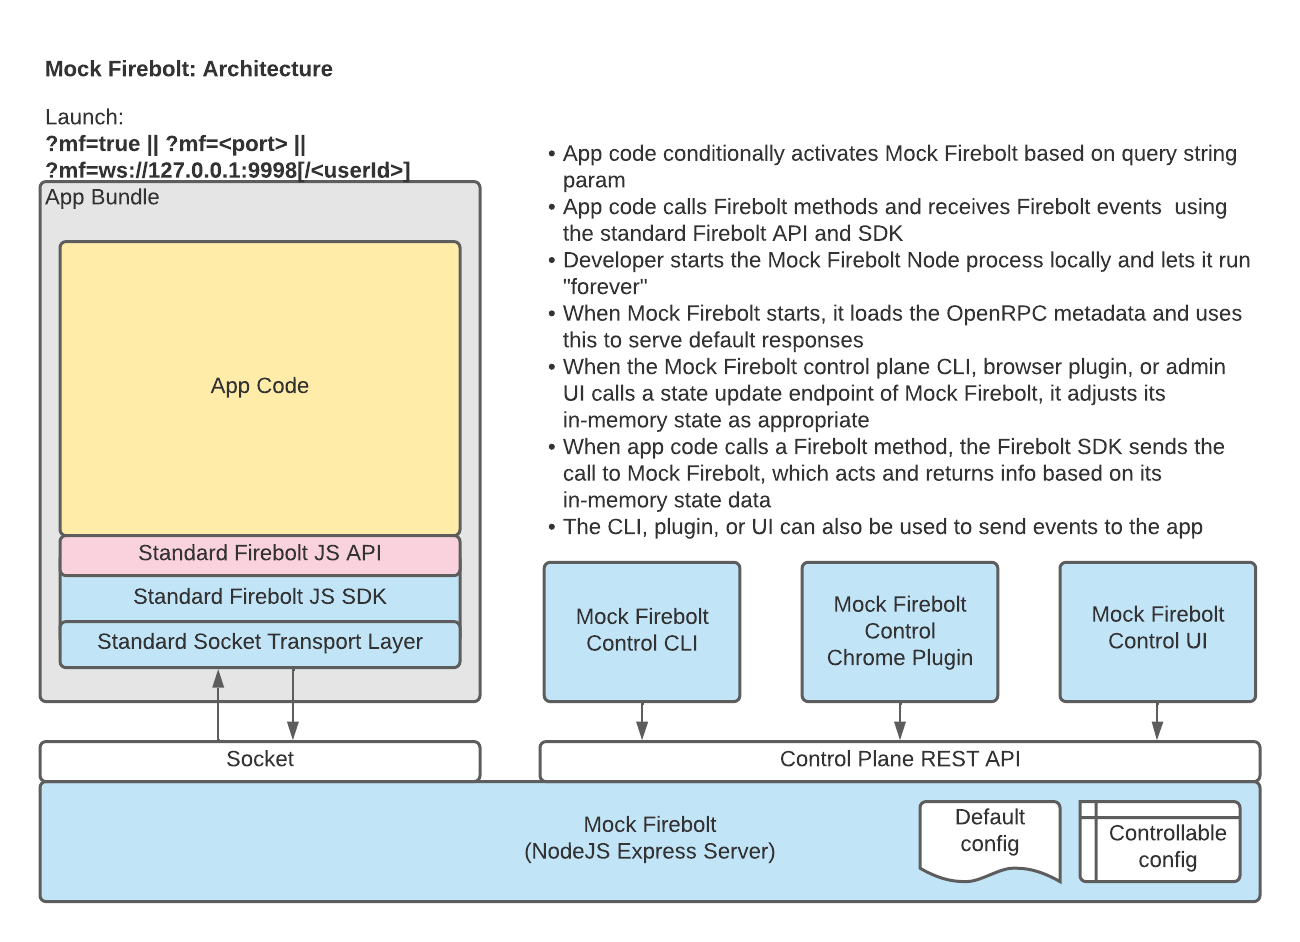 Mock Firebolt: Architecture
Launch:
?mf=true || ?mf=<port> ||
?mf=ws://127.0.0.1:9998[/<userId>]
App Bundle
App Code
Standard Firebolt JS API
Standard Firebolt JS SDK
Standard Socket Transport Layer
• App code conditionally activates Mock Firebolt based on query string
param
• App code calls Firebolt methods and receives Firebolt events  using
the standard Firebolt API and SDK
• Developer starts the Mock Firebolt Node process locally and lets it run
"forever"
• When Mock Firebolt starts, it loads the OpenRPC metadata and uses
this to serve default responses
• When the Mock Firebolt control plane CLI, browser plugin, or admin
UI calls a state update endpoint of Mock Firebolt, it adjusts its
in-memory state as appropriate
• When app code calls a Firebolt method, the Firebolt SDK sends the
call to Mock Firebolt, which acts and returns info based on its
in-memory state data
• The CLI, plugin, or UI can also be used to send events to the app
Mock Firebolt
Control CLI
Mock Firebolt
Control
Chrome Plugin
Mock Firebolt
Control UI
Socket
Control Plane REST API
Mock Firebolt
(NodeJS Express Server)
Default
config
Controllable
config